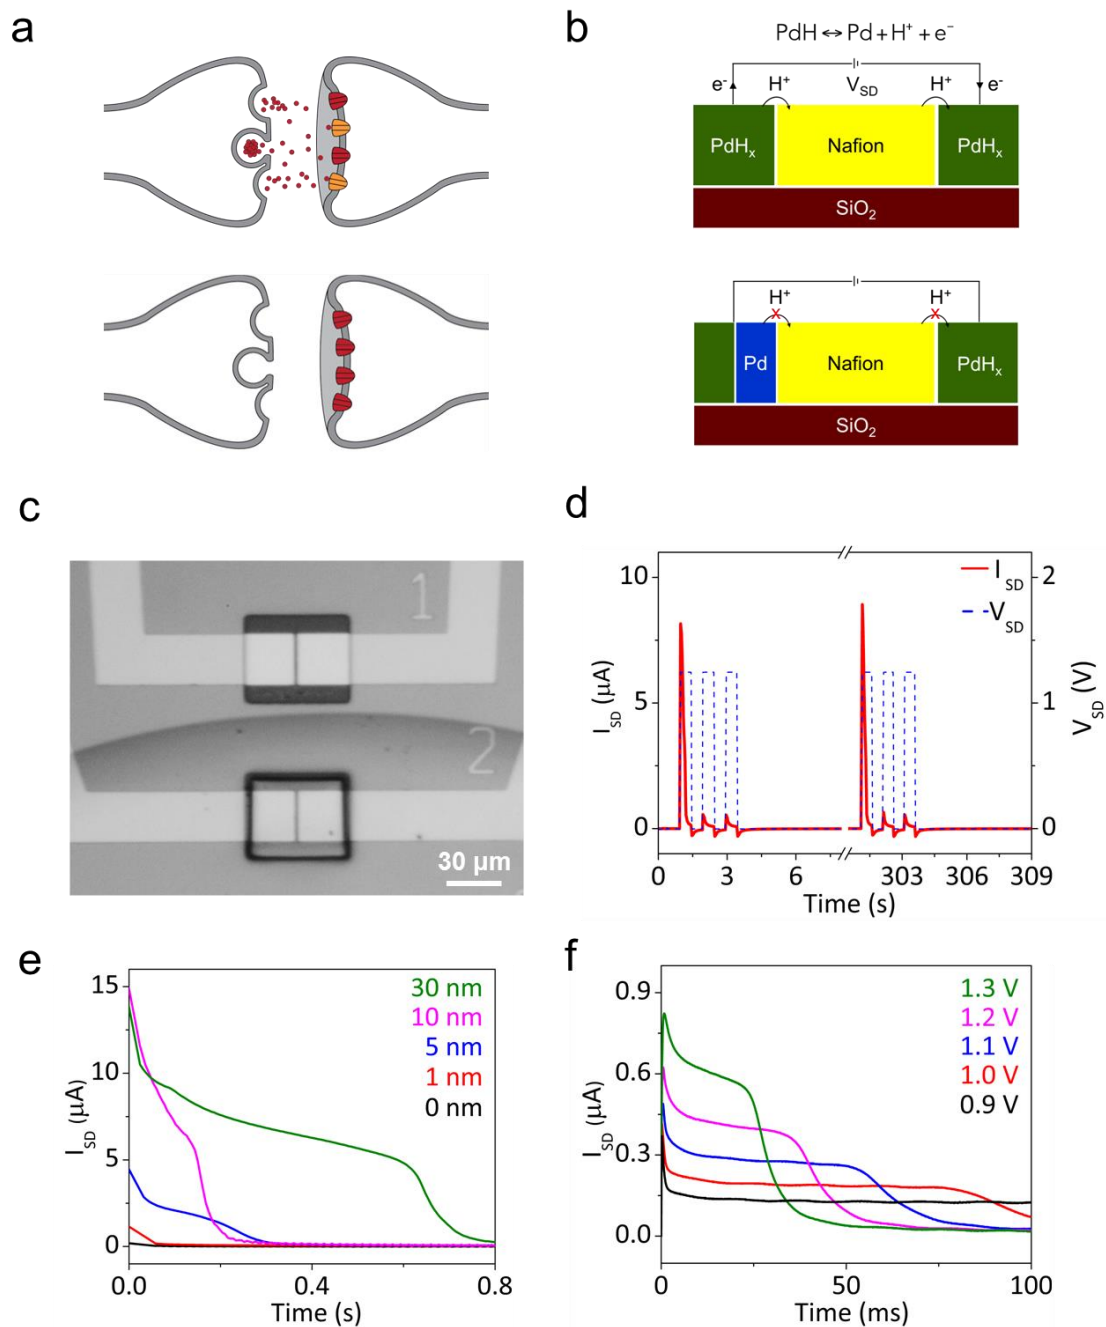 a
b
PdH ↔ Pd + H⁺ + e⁻
e⁻ H⁺ V_SD H⁺ e⁻
PdHₓ Nafion PdHₓ
SiO₂
H⁺ H⁺
Pd Nafion PdHₓ
SiO₂
c
1
2
30 µm
d
I_SD
V_SD
10
5
0
I_SD (µA)
2
1
0
V_SD (V)
0 3 6 303 306 309
Time (s)
e
30 nm
10 nm
5 nm
1 nm
0 nm
15
10
5
0
I_SD (µA)
0.0 0.4 0.8
Time (s)
f
1.3 V
1.2 V
1.1 V
1.0 V
0.9 V
0.9
0.6
0.3
0.0
I_SD (µA)
0 50 100
Time (ms)